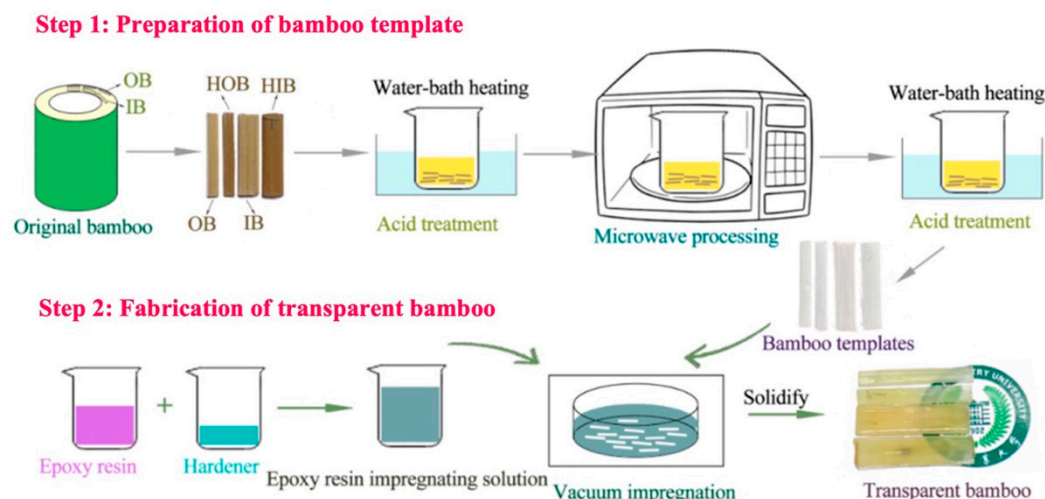 Step 1: Preparation of bamboo template
OB
IB
HOB HIB
OB IB
Original bamboo
Water-bath heating
Acid treatment
Microwave processing
Water-bath heating
Acid treatment
Bamboo templates
Step 2: Fabrication of transparent bamboo
Epoxy resin
+
Hardener
Epoxy resin impregnating solution
Vacuum impregnation
Solidify
UNIVERSITY
Transparent bamboo